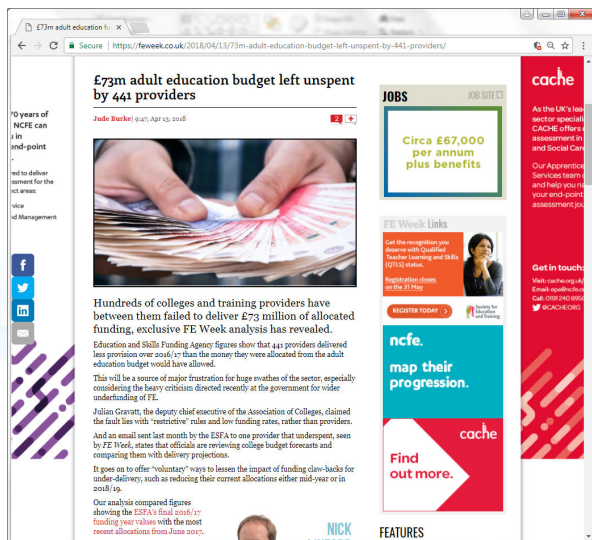 £73m adult education fu
Secure | https://feweek.co.uk/2018/04/13/73m-adult-education-budget-left-unspent-by-441-providers/
£73m adult education budget left unspent
by 441 providers
Jude Burke| 9:47, Apr 13, 2018
2
Hundreds of colleges and training providers have
between them failed to deliver £73 million of allocated
funding, exclusive FE Week analysis has revealed.
Education and Skills Funding Agency figures show that 441 providers delivered
less provision over 2016/17 than the money they were allocated from the adult
education budget would have allowed.
This will be a source of major frustration for huge swathes of the sector, especially
considering the heavy criticism directed recently at the government for wider
underfunding of FE.
Julian Gravatt, the deputy chief executive of the Association of Colleges, claimed
the fault lies with “restrictive” rules and low funding rates, rather than providers.
And an email sent last month by the ESFA to one provider that underspent, seen
by FE Week, states that officials are reviewing college budget forecasts and
comparing them with delivery projections.
It goes on to offer “voluntary” ways to lessen the impact of funding claw-backs for
under-delivery, such as reducing their current allocations either mid-year or in
2018/19.
Our analysis compared figures
showing the ESFA’s final 2016/17
funding year values with the most
recent allocations from June 2017.
NICK
'0 years of
NCFE can
u in
end-point
ed to deliver
essment for the
ct areas:
vice
d Management
JOBS
JOB SITE
Circa £67,000
per annum
plus benefits
FE Week Links
Get the recognition you
deserve with Qualified
Teacher Learning and Skills
(QTLS) status.
Registration closes
on the 31 May
REGISTER TODAY
Society for
Education
and Training
ncfe.
map their
progression.
cache
Find
out more.
FEATURES
cache
As the UK's lea
sector speciali
CACHE offers
assessment in
and Social Car
Our Apprentice
Services team
and help you na
your end-point
assessment jou
Get in touch:
Visit: cache.org.uk/
Email: epa@ncfe.o
Call: 0191 240 8950
@CACHEORG